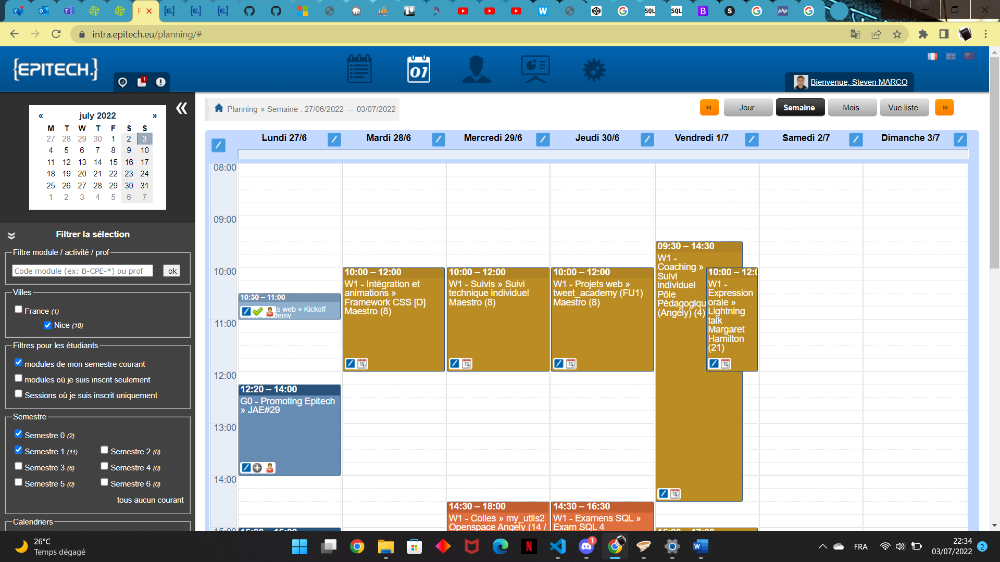 P
intra.epitech.eu/planning/#
{EPITECH.}
01
Bienvenue, Steven MARCO
« july 2022 »
M T W T F S S
27 28 29 30 1 2 3
4 5 6 7 8 9 10
11 12 13 14 15 16 17
18 19 20 21 22 23 24
25 26 27 28 29 30 31
1 2 3 4 5 6 7
Filtrer la sélection
Filtre module / activité / prof
Code module (ex: B-CPE-*) ou prof
ok
Villes
France (1)
Nice (18)
Filtres pour les étudiants
modules de mon semestre courant
modules où je suis inscrit seulement
Sessions où je suis inscrit uniquement
Semestre
Semestre 0 (2)
Semestre 1 (11) Semestre 2 (0)
Semestre 3 (6) Semestre 4 (0)
Semestre 5 (0) Semestre 6 (0)
tous aucun courant
Calendriers
Planning » Semaine : 27/06/2022 — 03/07/2022
Jour Semaine Mois Vue liste
Lundi 27/6 Mardi 28/6 Mercredi 29/6 Jeudi 30/6 Vendredi 1/7 Samedi 2/7 Dimanche 3/7
08:00
09:00
10:00
11:00
12:00
13:00
14:00
10:30 – 11:00
ts web » Kickoff
12:20 – 14:00
G0 - Promoting Epitech
» JAE#29
10:00 – 12:00
W1 - Intégration et
animations »
Framework CSS [D]
Maestro (8)
10:00 – 12:00
W1 - Suivis » Suivi
technique individuel
Maestro (8)
14:30 – 18:00
W1 - Colles » my_utils2
Openspace Angely (14 /
10:00 – 12:00
W1 - Projets web »
tweet_academy (FU1)
Maestro (8)
14:30 – 16:30
W1 - Examens SQL »
Exam SQL 4
09:30 – 14:30
W1 -
Coaching »
Suivi
individuel
Pôle
Pédagogiqu
(Angély) (4)
10:00 – 12:0
W1 -
Expression
orale »
Lightning
talk
Margaret
Hamilton
(21)
26°C
Temps dégagé
FRA
22:34
03/07/2022
2